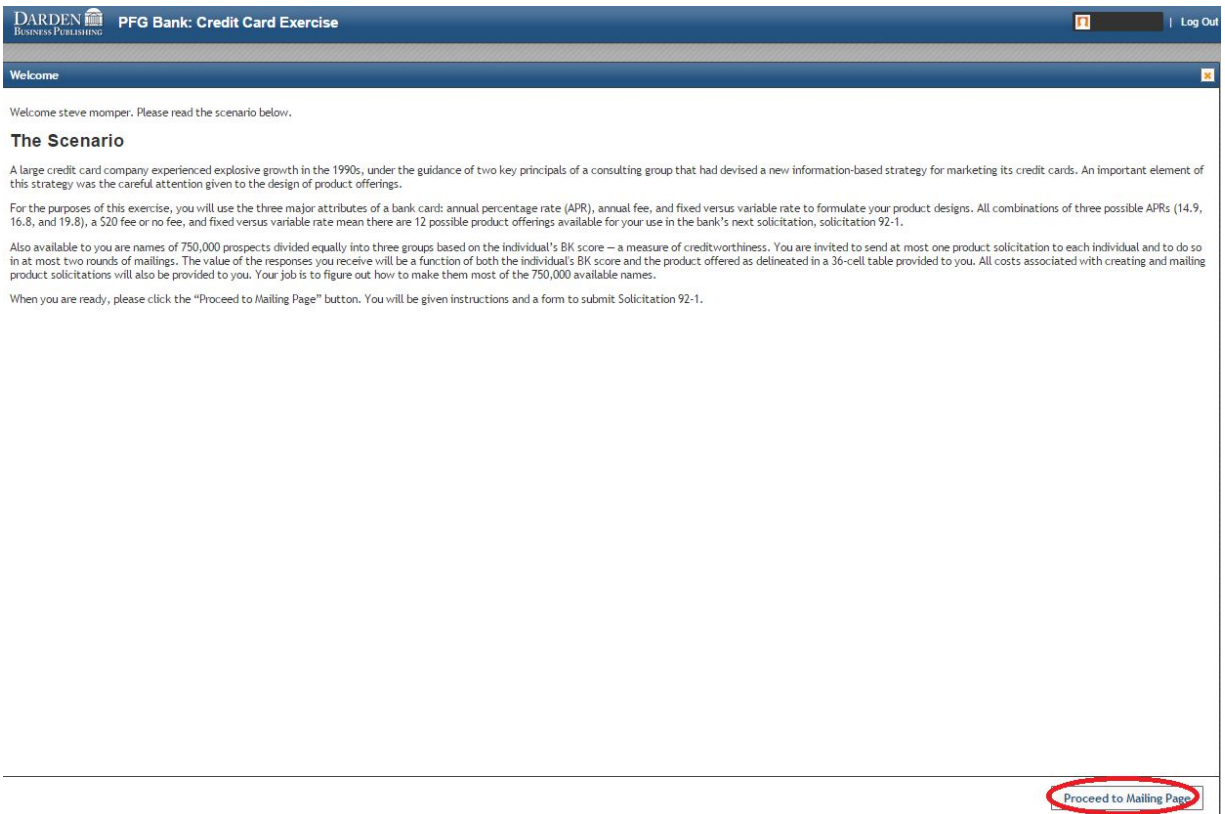 DARDEN
BUSINESS PUBLISHING
PFG Bank: Credit Card Exercise
| Log Out
Welcome
Welcome steve momper. Please read the scenario below.
The Scenario
A large credit card company experienced explosive growth in the 1990s, under the guidance of two key principals of a consulting group that had devised a new information-based strategy for marketing its credit cards. An important element of
this strategy was the careful attention given to the design of product offerings.
For the purposes of this exercise, you will use the three major attributes of a bank card: annual percentage rate (APR), annual fee, and fixed versus variable rate to formulate your product designs. All combinations of three possible APRs (14.9,
16.8, and 19.8), a $20 fee or no fee, and fixed versus variable rate mean there are 12 possible product offerings available for your use in the bank's next solicitation, solicitation 92-1.
Also available to you are names of 750,000 prospects divided equally into three groups based on the individual's BK score — a measure of creditworthiness. You are invited to send at most one product solicitation to each individual and to do so
in at most two rounds of mailings. The value of the responses you receive will be a function of both the individual's BK score and the product offered as delineated in a 36-cell table provided to you. All costs associated with creating and mailing
product solicitations will also be provided to you. Your job is to figure out how to make them most of the 750,000 available names.
When you are ready, please click the "Proceed to Mailing Page" button. You will be given instructions and a form to submit Solicitation 92-1.
Proceed to Mailing Page